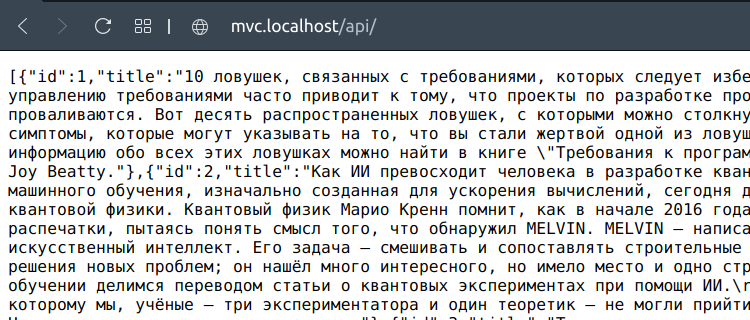 mvc.localhost/api/
[{"id":1,"title":"10 ловушек, связанных с требованиями, которых следует избе
управлению требованиями часто приводит к тому, что проекты по разработке про
проваливаются. Вот десять распространенных ловушек, с которыми можно столкну
симптомы, которые могут указывать на то, что вы стали жертвой одной из ловуш
информацию обо всех этих ловушках можно найти в книге \"Требования к програм
Joy Beatty."},{"id":2,"title":"Как ИИ превосходит человека в разработке кван
машинного обучения, изначально созданная для ускорения вычислений, сегодня д
квантовой физики. Квантовый физик Марио Кренн помнит, как в начале 2016 года
распечатки, пытаясь понять смысл того, что обнаружил MELVIN. MELVIN — написа
искусственный интеллект. Его задача — смешивать и сопоставлять строительные
решения новых проблем; он нашёл много интересного, но имело место и одно стр
обучении делимся переводом статьи о квантовых экспериментах при помощи ИИ.\r
которому мы, учёные — три экспериментатора и один теоретик — не могли прийти